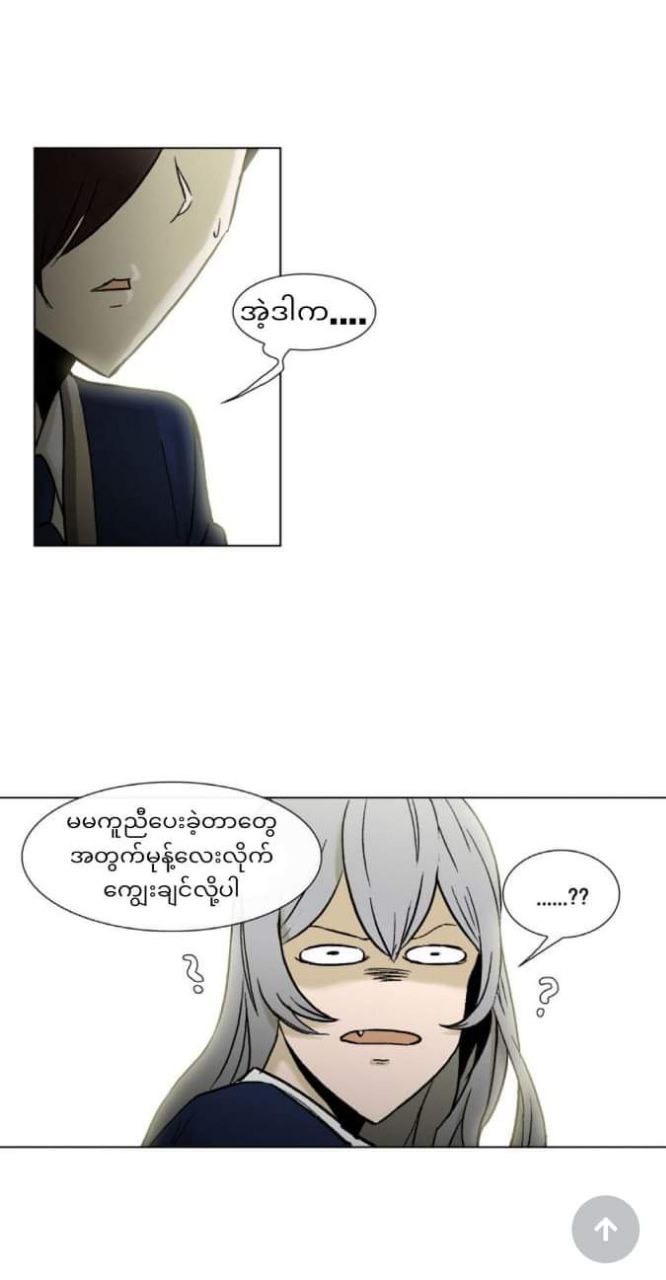 အဲ့ဒါက....
မမကူညီပေးခဲ့တာတွေ
အတွက်မုန့်လေးလိုက်
ကျွေးချင်လို့ပါ
......??
?
?